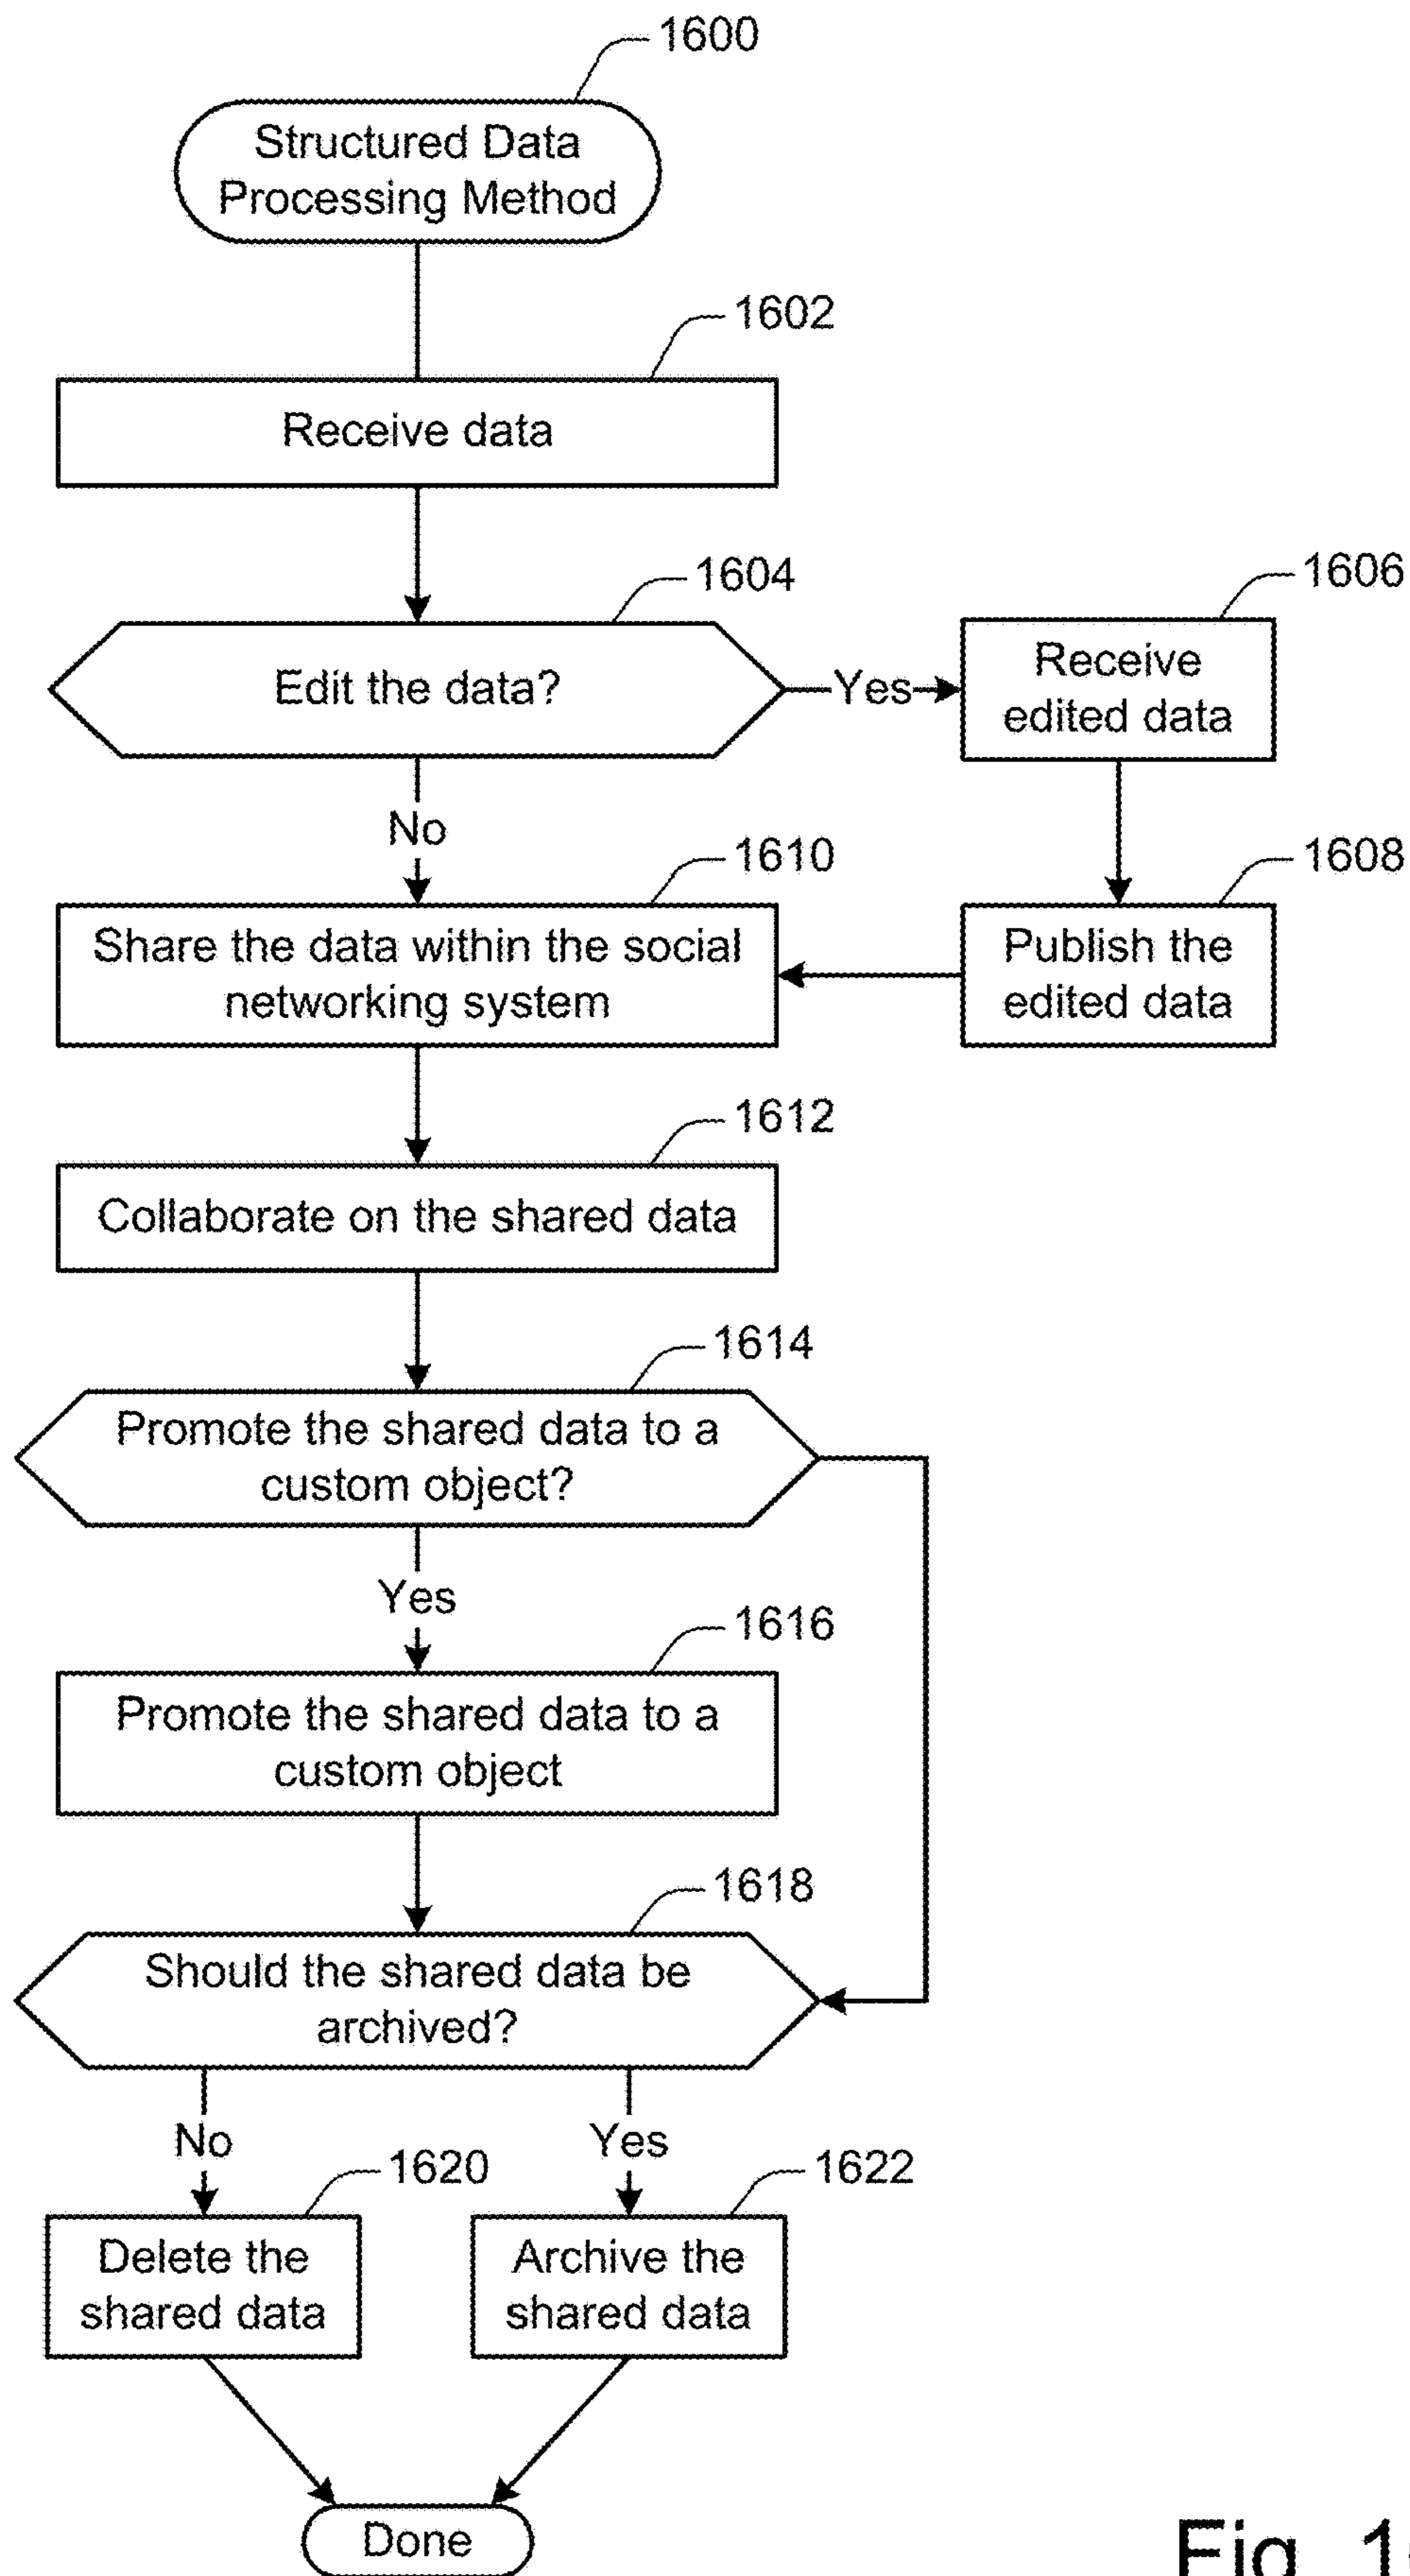 1600
Structured Data
Processing Method
1602
Receive data
1604
Edit the data?
Yes
1606
Receive
edited data
No
1610
Share the data within the social
networking system
1608
Publish the
edited data
1612
Collaborate on the shared data
1614
Promote the shared data to a
custom object?
Yes
1616
Promote the shared data to a
custom object
1618
Should the shared data be
archived?
No
Yes
1620
Delete the
shared data
1622
Archive the
shared data
Done
Fig.